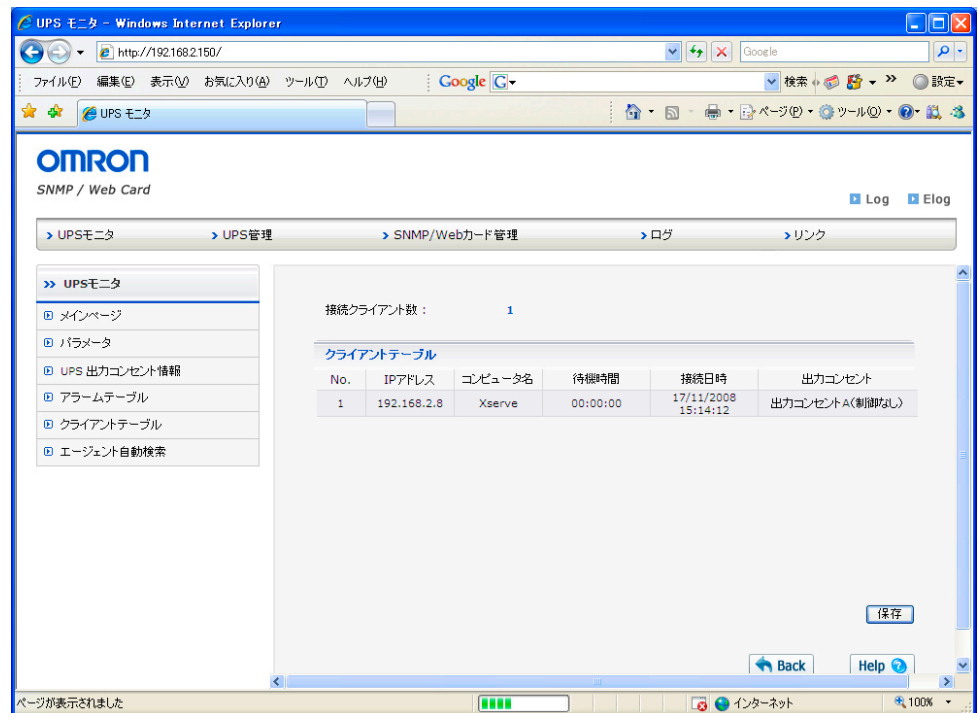 UPS モニタ - Windows Internet Explorer
http://192.168.2.150/
Google
ファイル(F) 編集(E) 表示(V) お気に入り(A) ツール(T) ヘルプ(H) Google G 検索 » 設定
UPS モニタ ページ(P) ツール(O)
OMRON
SNMP / Web Card
Log Elog
UPSモニタ UPS管理 SNMP/Webカード管理 ログ リンク
>> UPSモニタ
メインページ
パラメータ
UPS 出力コンセント情報
アラームテーブル
クライアントテーブル
エージェント自動検索
接続クライアント数: 1
クライアントテーブル
No. IPアドレス コンピュータ名 待機時間 接続日時 出力コンセント
1 192.168.2.8 Xserve 00:00:00 17/11/2008 15:14:12 出力コンセントA(制御なし)
保存
Back Help ?
ページが表示されました インターネット 100%